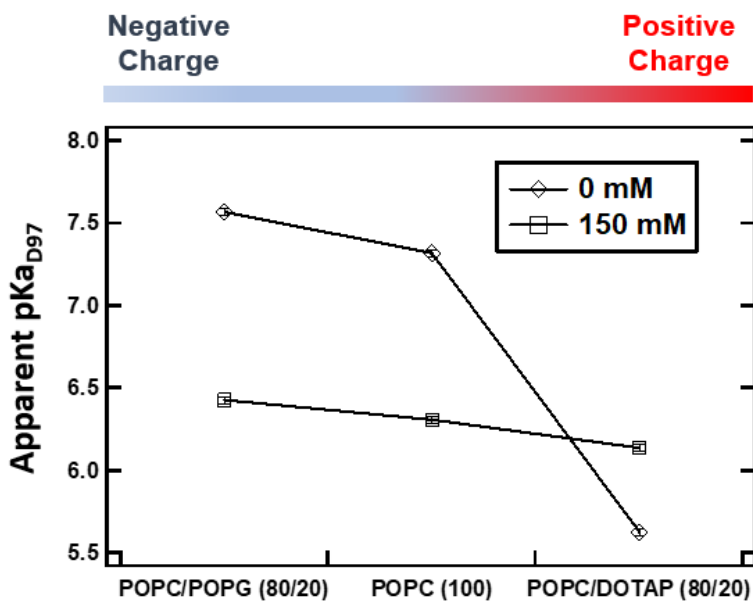 Negative
Charge
Positive
Charge
Apparent pKa_D97
8.0
7.5
7.0
6.5
6.0
5.5
0 mM
150 mM
POPC/POPG (80/20)
POPC (100)
POPC/DOTAP (80/20)